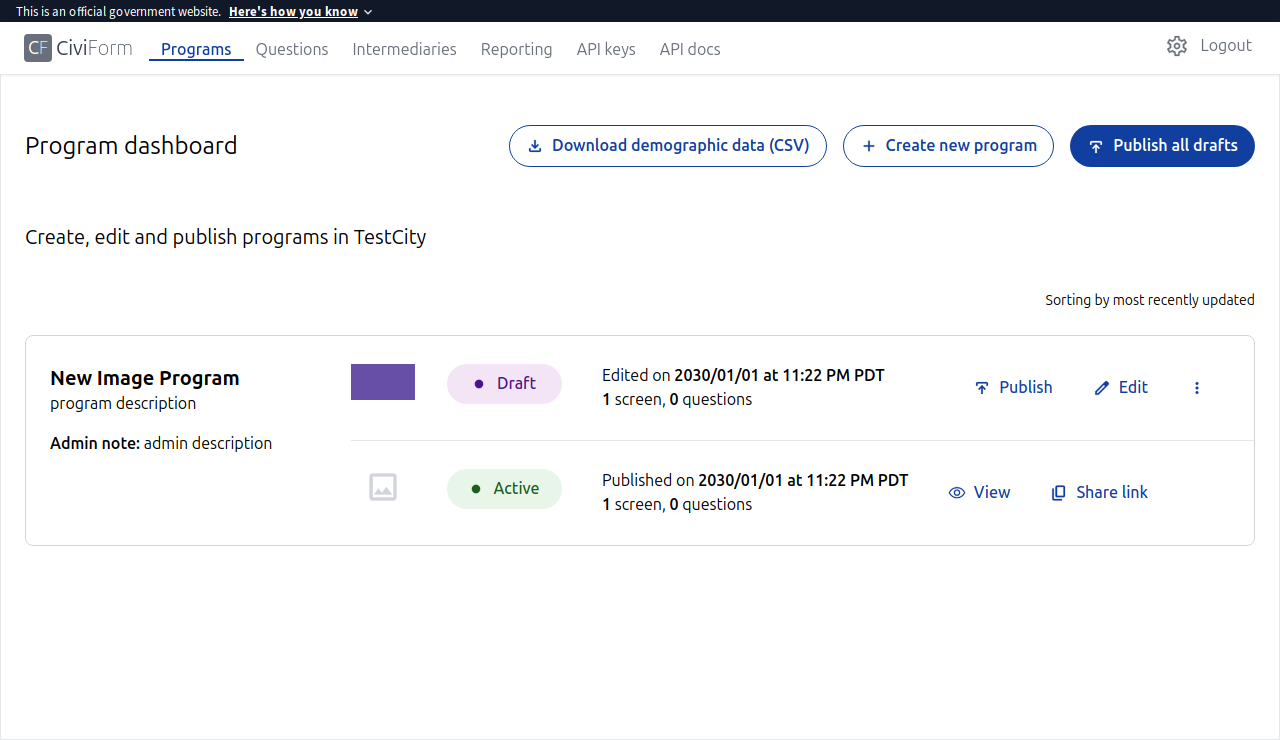 This is an official government website. Here's how you know
CF CiviForm Programs Questions Intermediaries Reporting API keys API docs Logout
Program dashboard Download demographic data (CSV) Create new program Publish all drafts
Create, edit and publish programs in TestCity
Sorting by most recently updated
New Image Program
program description
Admin note: admin description
Draft
Edited on 2030/01/01 at 11:22 PM PDT
1 screen, 0 questions
Publish Edit
Active
Published on 2030/01/01 at 11:22 PM PDT
1 screen, 0 questions
View Share link